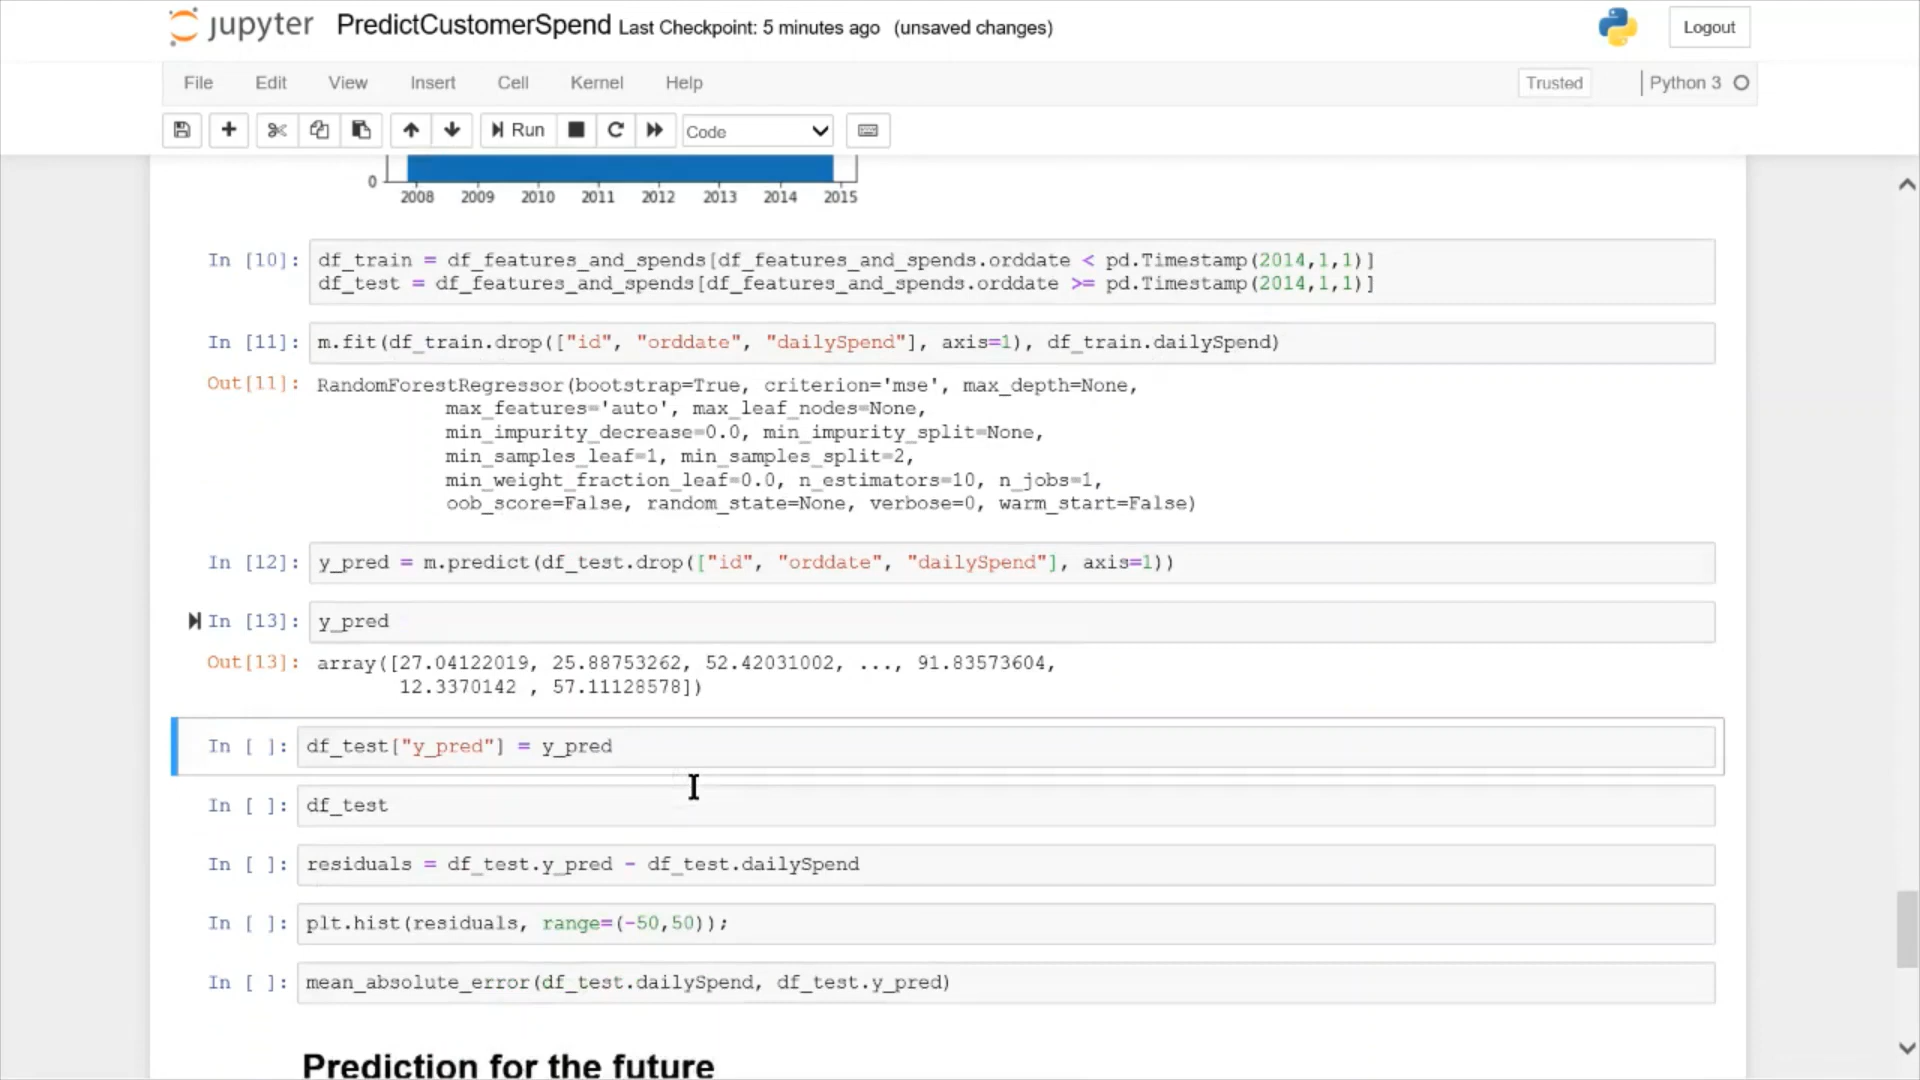 jupyter PredictCustomerSpend Last Checkpoint: 5 minutes ago (unsaved changes) Logout
File Edit View Insert Cell Kernel Help Trusted Python 3
Run Code
0
2008 2009 2010 2011 2012 2013 2014 2015
In [10]: df_train = df_features_and_spends[df_features_and_spends.orddate < pd.Timestamp(2014,1,1)]
df_test = df_features_and_spends[df_features_and_spends.orddate >= pd.Timestamp(2014,1,1)]
In [11]: m.fit(df_train.drop(["id", "orddate", "dailySpend"], axis=1), df_train.dailySpend)
Out[11]: RandomForestRegressor(bootstrap=True, criterion='mse', max_depth=None,
max_features='auto', max_leaf_nodes=None,
min_impurity_decrease=0.0, min_impurity_split=None,
min_samples_leaf=1, min_samples_split=2,
min_weight_fraction_leaf=0.0, n_estimators=10, n_jobs=1,
oob_score=False, random_state=None, verbose=0, warm_start=False)
In [12]: y_pred = m.predict(df_test.drop(["id", "orddate", "dailySpend"], axis=1))
In [13]: y_pred
Out[13]: array([27.04122019, 25.88753262, 52.42031002, ..., 91.83573604,
12.3370142 , 57.11128578])
In [ ]: df_test["y_pred"] = y_pred
In [ ]: df_test
In [ ]: residuals = df_test.y_pred - df_test.dailySpend
In [ ]: plt.hist(residuals, range=(-50,50));
In [ ]: mean_absolute_error(df_test.dailySpend, df_test.y_pred)
Prediction for the future